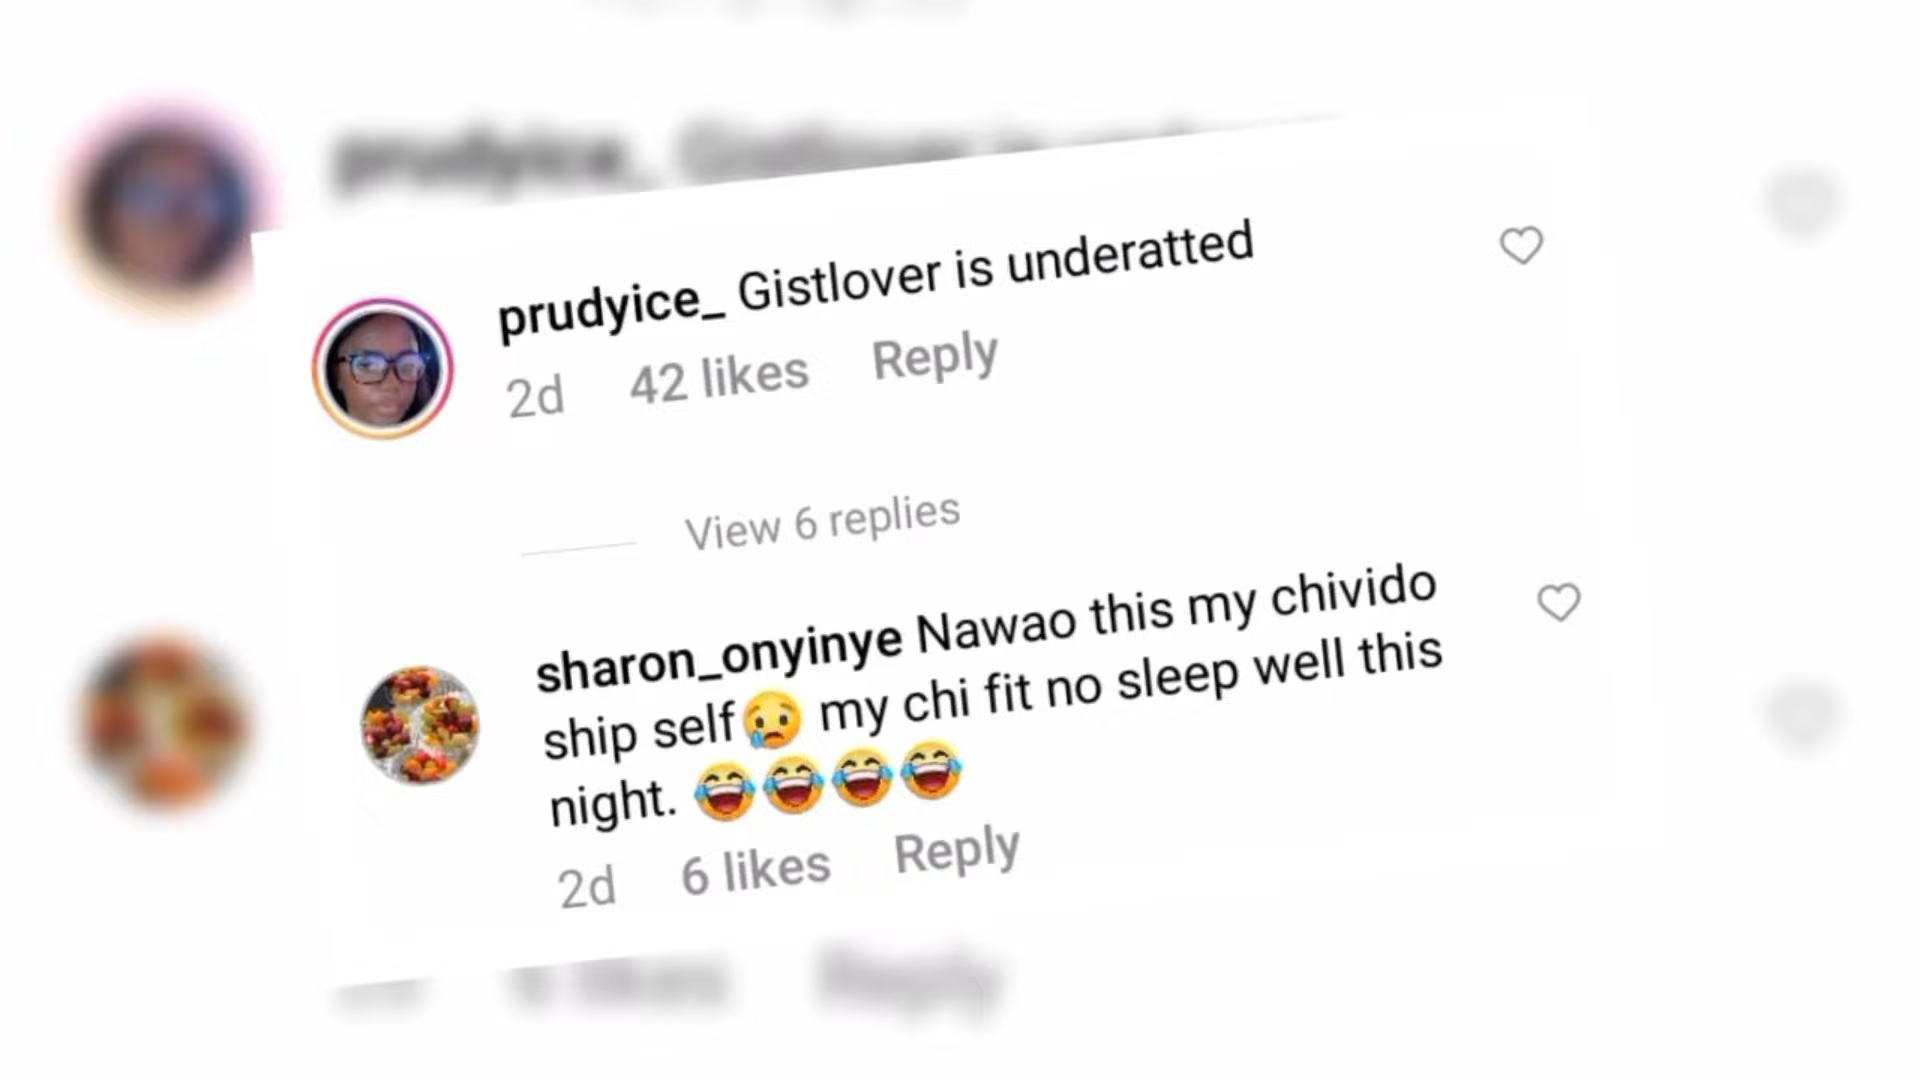 prudyice_ Gistlover is underatted
2d 42 likes Reply
View 6 replies
sharon_onyinye Nawao this my chivido
ship self😢 my chi fit no sleep well this
night. 😂😂😂😂
2d 6 likes Reply